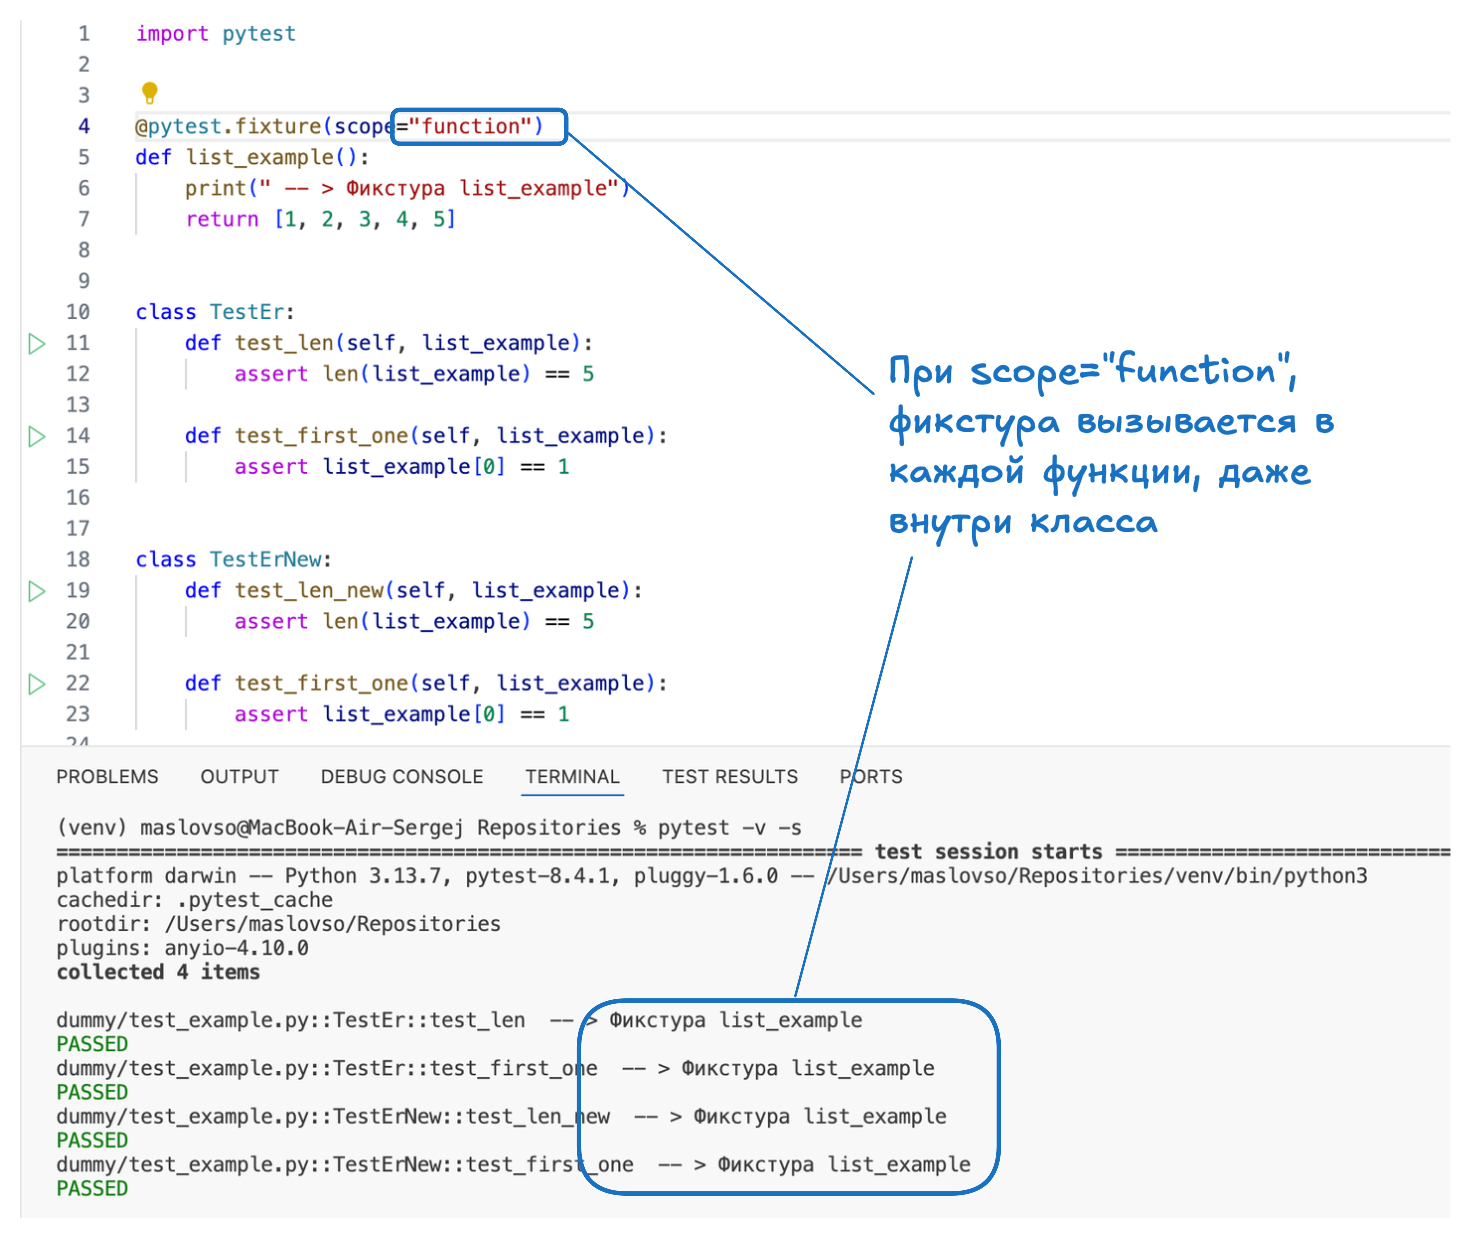 1 import pytest
2
3
4 @pytest.fixture(scope="function")
5 def list_example():
6 print(" -- > Фикстура list_example")
7 return [1, 2, 3, 4, 5]
8
9
10 class TestEr:
11 def test_len(self, list_example):
12 assert len(list_example) == 5
13
14 def test_first_one(self, list_example):
15 assert list_example[0] == 1
16
17
18 class TestErNew:
19 def test_len_new(self, list_example):
20 assert len(list_example) == 5
21
22 def test_first_one(self, list_example):
23 assert list_example[0] == 1
24
При scope="function",
фикстура вызывается в
каждой функции, даже
внутри класса
PROBLEMS OUTPUT DEBUG CONSOLE TERMINAL TEST RESULTS PORTS
(venv) maslovso@MacBook-Air-Sergej Repositories % pytest -v -s
=================================================================== test session starts ============================
platform darwin -- Python 3.13.7, pytest-8.4.1, pluggy-1.6.0 -- /Users/maslovso/Repositories/venv/bin/python3
cachedir: .pytest_cache
rootdir: /Users/maslovso/Repositories
plugins: anyio-4.10.0
collected 4 items
dummy/test_example.py::TestEr::test_len -- > Фикстура list_example
PASSED
dummy/test_example.py::TestEr::test_first_one -- > Фикстура list_example
PASSED
dummy/test_example.py::TestErNew::test_len_new -- > Фикстура list_example
PASSED
dummy/test_example.py::TestErNew::test_first_one -- > Фикстура list_example
PASSED